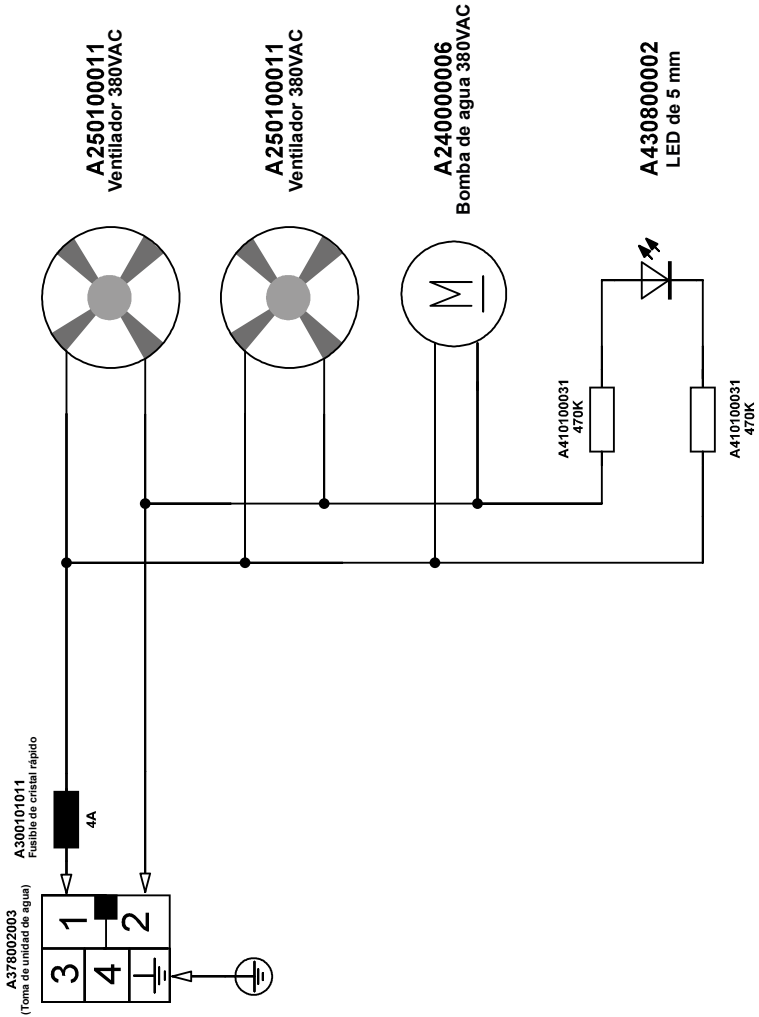 A250100011
Ventilador 380VAC
A250100011
Ventilador 380VAC
A240000006
Bomba de agua 380VAC
A430800002
LED de 5 mm
M
A410100031
470K
A410100031
470K
A300101011
Fusible de cristal rápido
4A
A378002003
(Toma de unidad de agua)
1
2
3
4